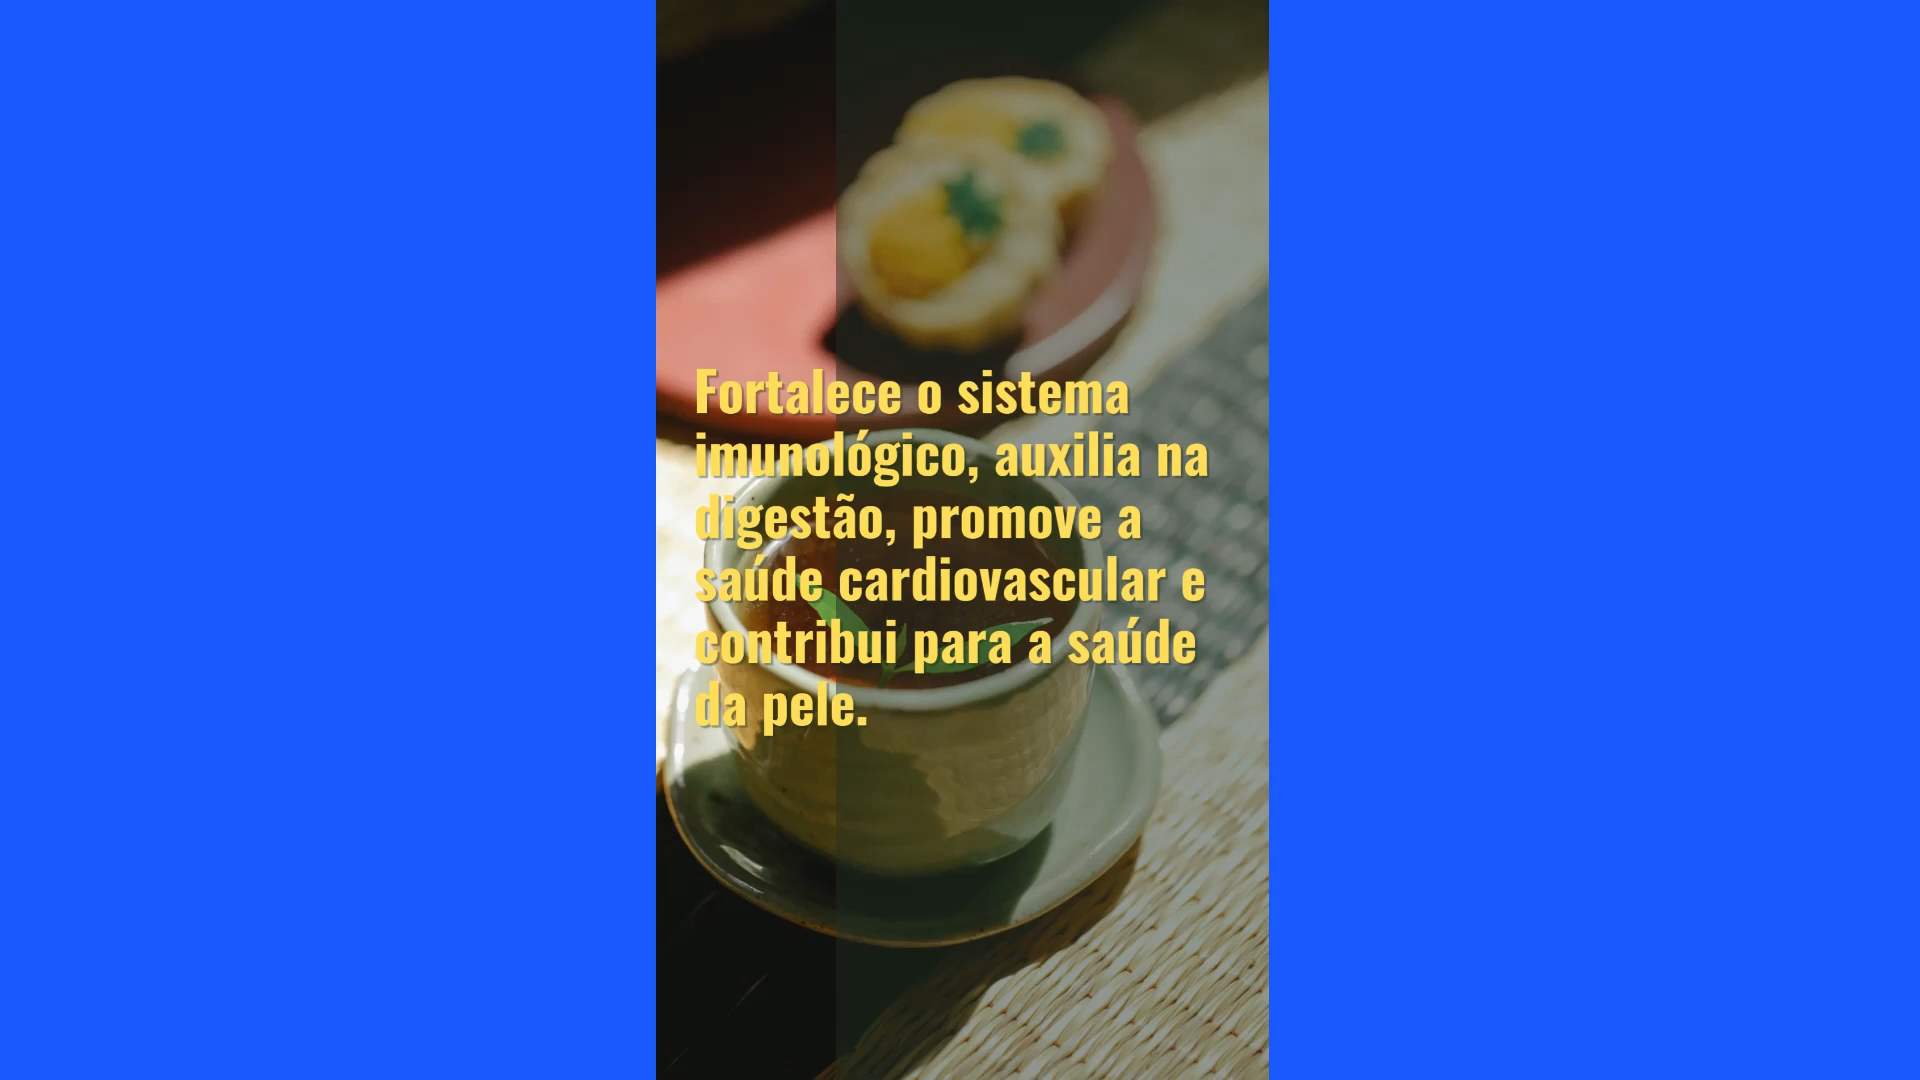 Fortalece o sistema
imunológico, auxilia na
digestão, promove a
saúde cardiovascular e
contribui para a saúde
da pele.